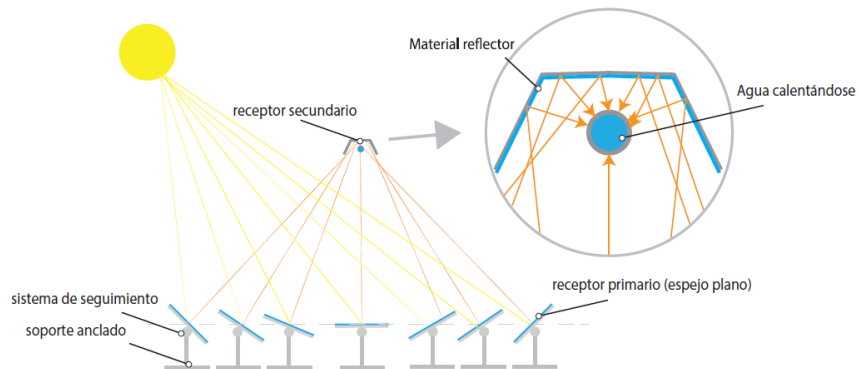 Material reflector
Agua calentándose
receptor secundario
sistema de seguimiento
receptor primario (espejo plano)
soporte anclado